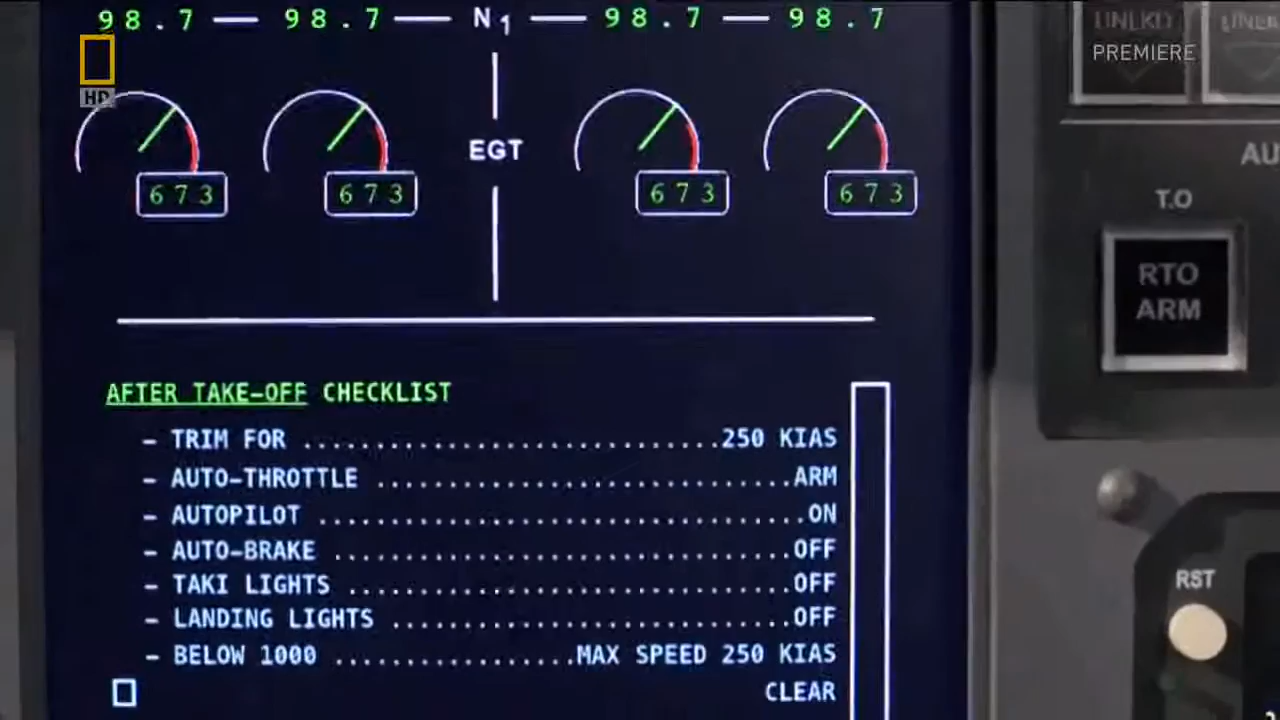 98.7 98.7 N1 98.7 98.7
UNLKD
PREMIERE
HD
EGT
673 673 673 673
AU
T.O
RTO
ARM
AFTER TAKE-OFF CHECKLIST
- TRIM FOR ..............................250 KIAS
- AUTO-THROTTLE .............................ARM
- AUTOPILOT ..................................ON
- AUTO-BRAKE ................................OFF
- TAKI LIGHTS ...............................OFF
- LANDING LIGHTS ............................OFF
- BELOW 1000 .................MAX SPEED 250 KIAS
CLEAR
RST